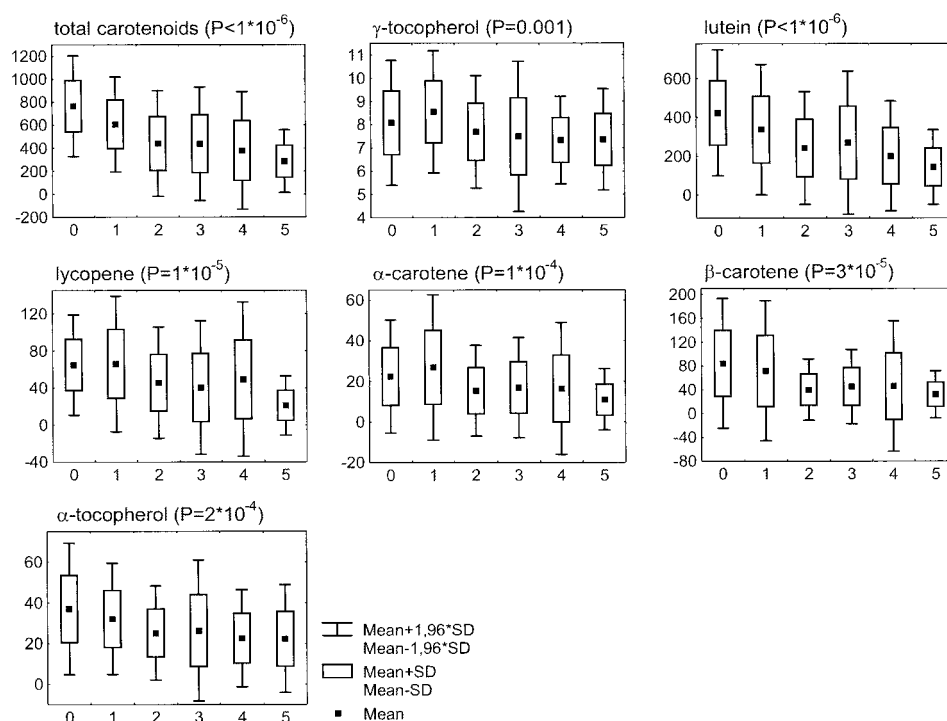 total carotenoids (P<1*10⁻⁶)
1200
1000
800
600
400
200
0
-200
0 1 2 3 4 5
γ-tocopherol (P=0.001)
11
10
9
8
7
6
5
4
0 1 2 3 4 5
lutein (P<1*10⁻⁶)
600
400
200
0
0 1 2 3 4 5
lycopene (P=1*10⁻⁵)
120
80
40
0
-40
0 1 2 3 4 5
α-carotene (P=1*10⁻⁴)
60
40
20
0
-20
0 1 2 3 4 5
β-carotene (P=3*10⁻⁵)
200
160
120
80
40
0
-40
-80
0 1 2 3 4 5
α-tocopherol (P=2*10⁻⁴)
60
40
20
0
0 1 2 3 4 5
Mean+1,96*SD
Mean-1,96*SD
Mean+SD
Mean-SD
Mean